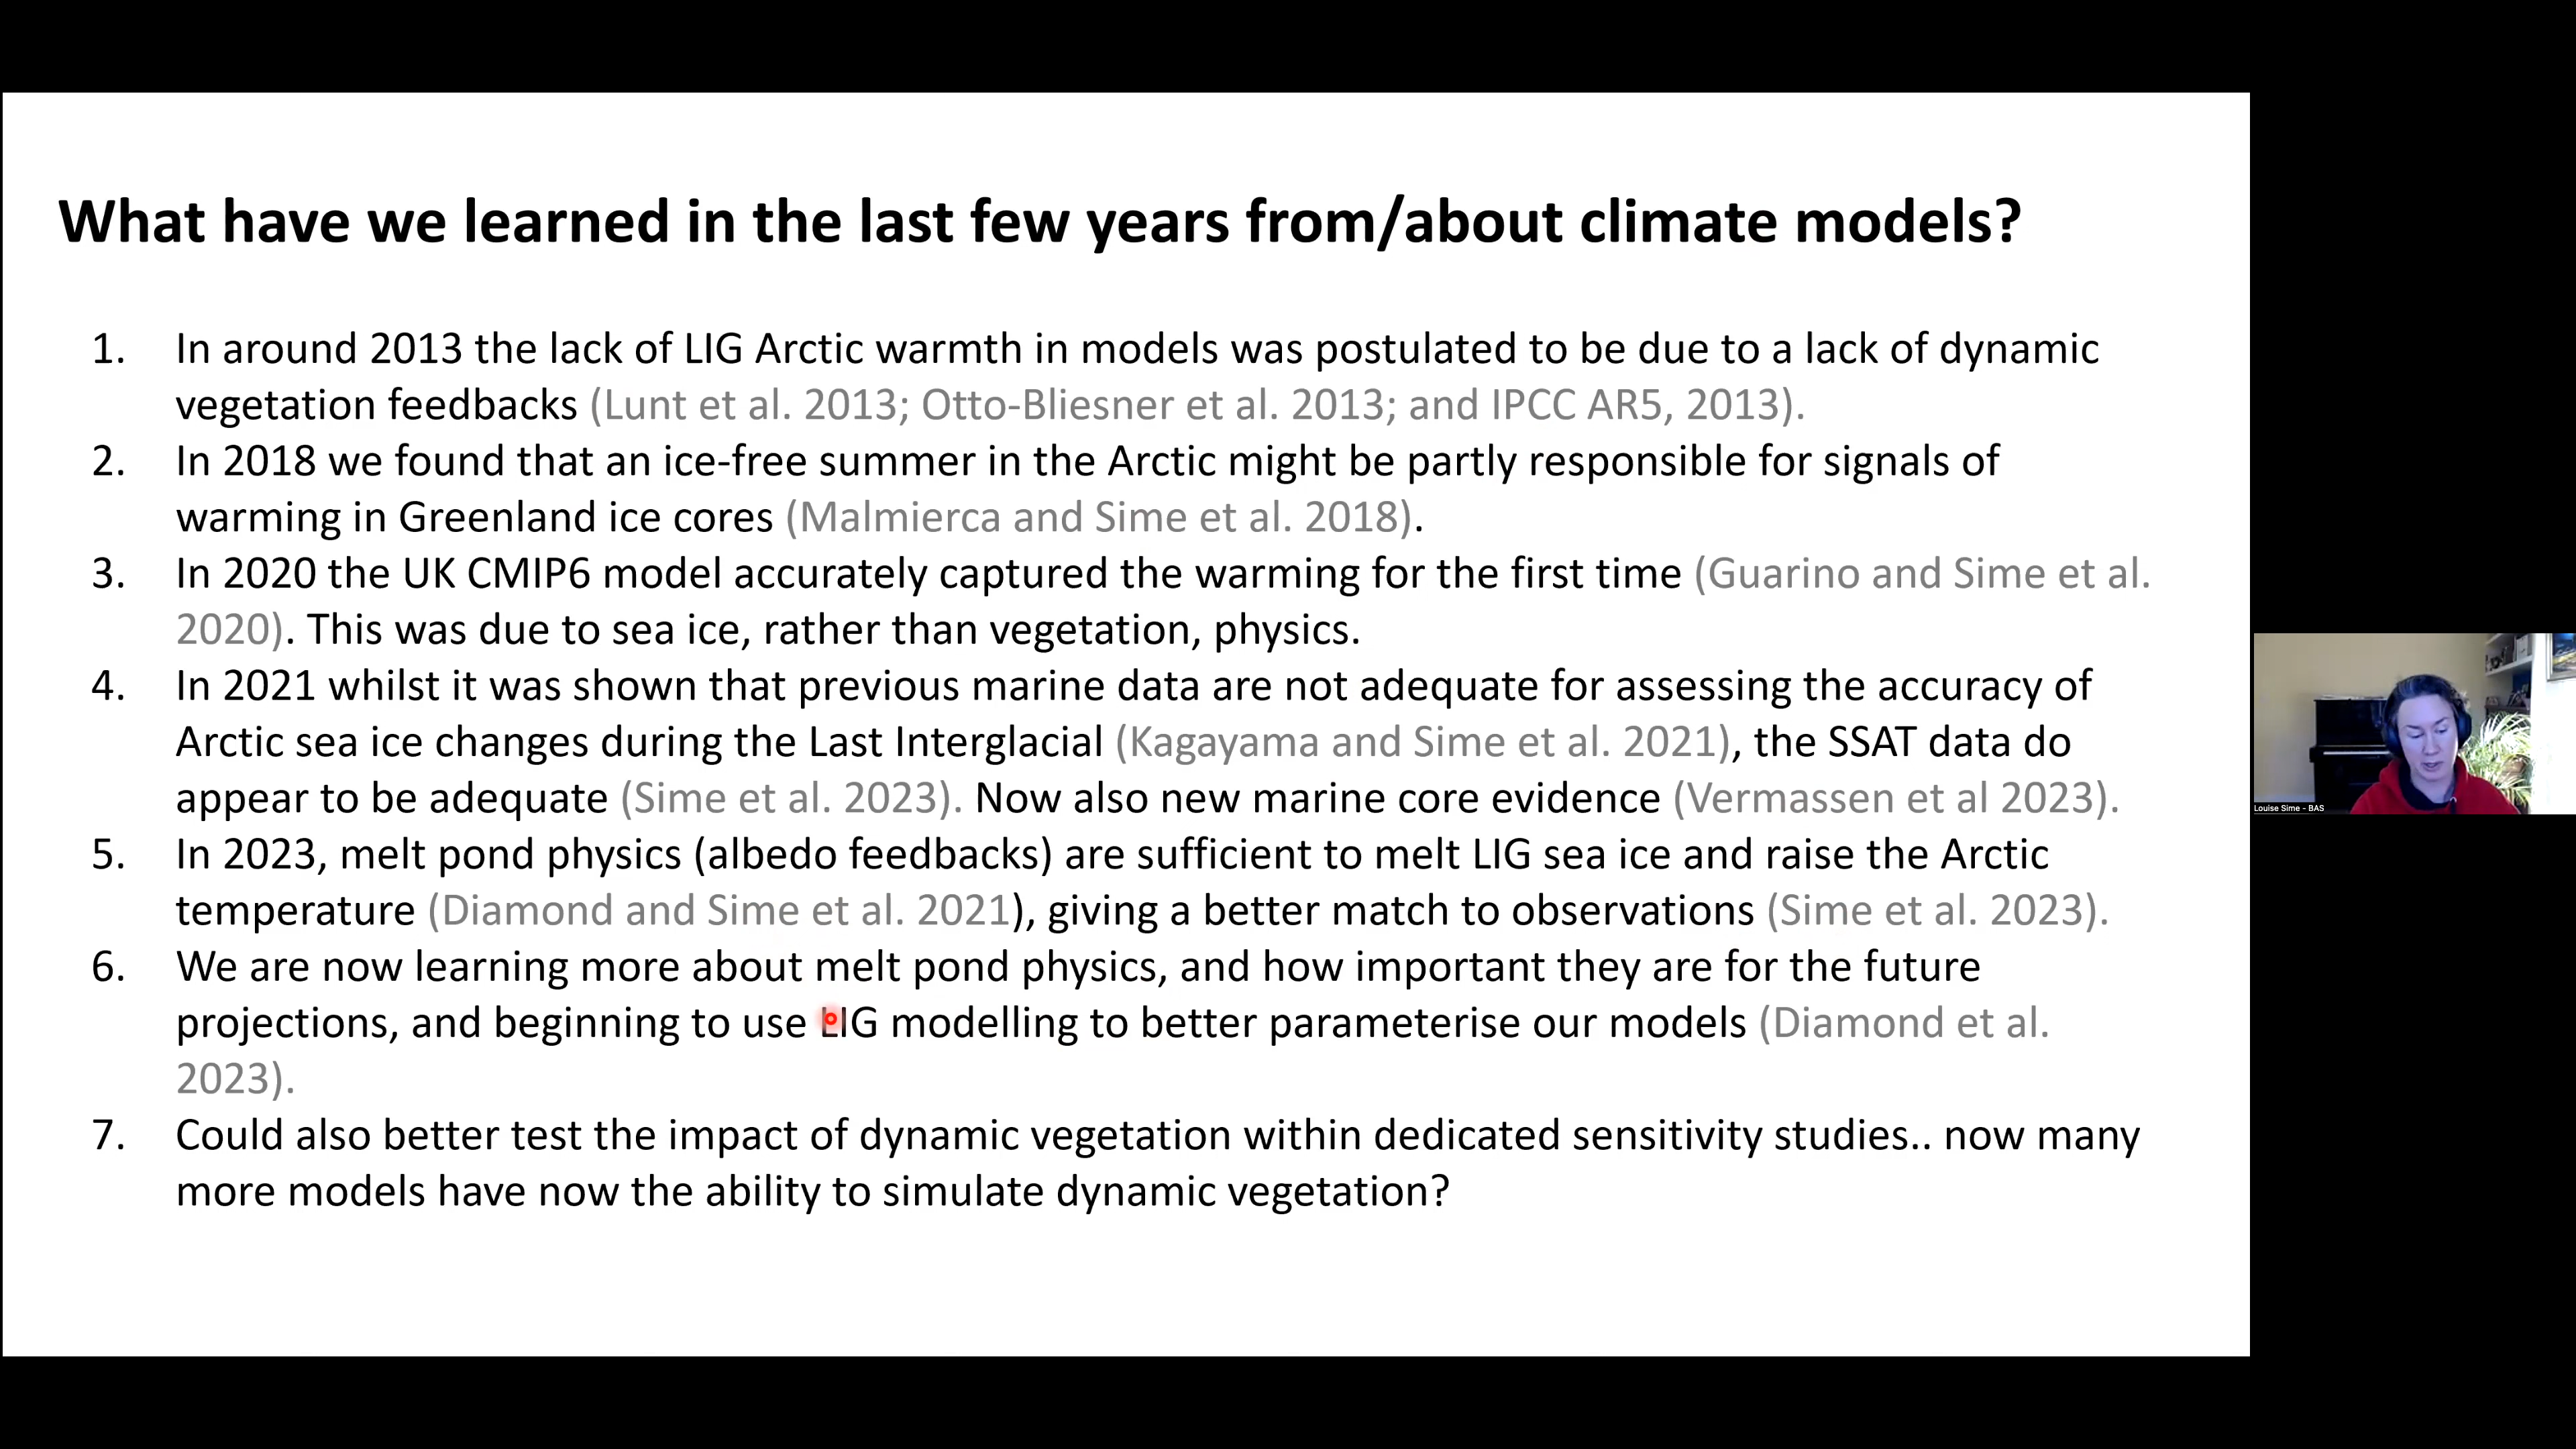 What have we learned in the last few years from/about climate models?
1. In around 2013 the lack of LIG Arctic warmth in models was postulated to be due to a lack of dynamic
vegetation feedbacks (Lunt et al. 2013; Otto-Bliesner et al. 2013; and IPCC AR5, 2013).
2. In 2018 we found that an ice-free summer in the Arctic might be partly responsible for signals of
warming in Greenland ice cores (Malmierca and Sime et al. 2018).
3. In 2020 the UK CMIP6 model accurately captured the warming for the first time (Guarino and Sime et al.
2020). This was due to sea ice, rather than vegetation, physics.
4. In 2021 whilst it was shown that previous marine data are not adequate for assessing the accuracy of
Arctic sea ice changes during the Last Interglacial (Kagayama and Sime et al. 2021), the SSAT data do
appear to be adequate (Sime et al. 2023). Now also new marine core evidence (Vermassen et al 2023).
5. In 2023, melt pond physics (albedo feedbacks) are sufficient to melt LIG sea ice and raise the Arctic
temperature (Diamond and Sime et al. 2021), giving a better match to observations (Sime et al. 2023).
6. We are now learning more about melt pond physics, and how important they are for the future
projections, and beginning to use LIG modelling to better parameterise our models (Diamond et al.
2023).
7. Could also better test the impact of dynamic vegetation within dedicated sensitivity studies.. now many
more models have now the ability to simulate dynamic vegetation?
Louise Sime - BAS